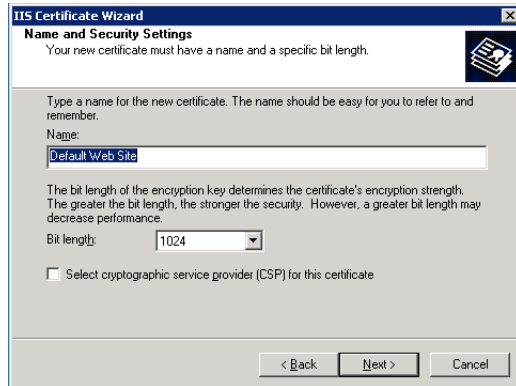 IIS Certificate Wizard
Name and Security Settings
Your new certificate must have a name and a specific bit length.
Type a name for the new certificate. The name should be easy for you to refer to and
remember.
Name:
Default Web Site
The bit length of the encryption key determines the certificate's encryption strength.
The greater the bit length, the stronger the security. However, a greater bit length may
decrease performance.
Bit length: 1024
Select cryptographic service provider (CSP) for this certificate
< Back Next > Cancel